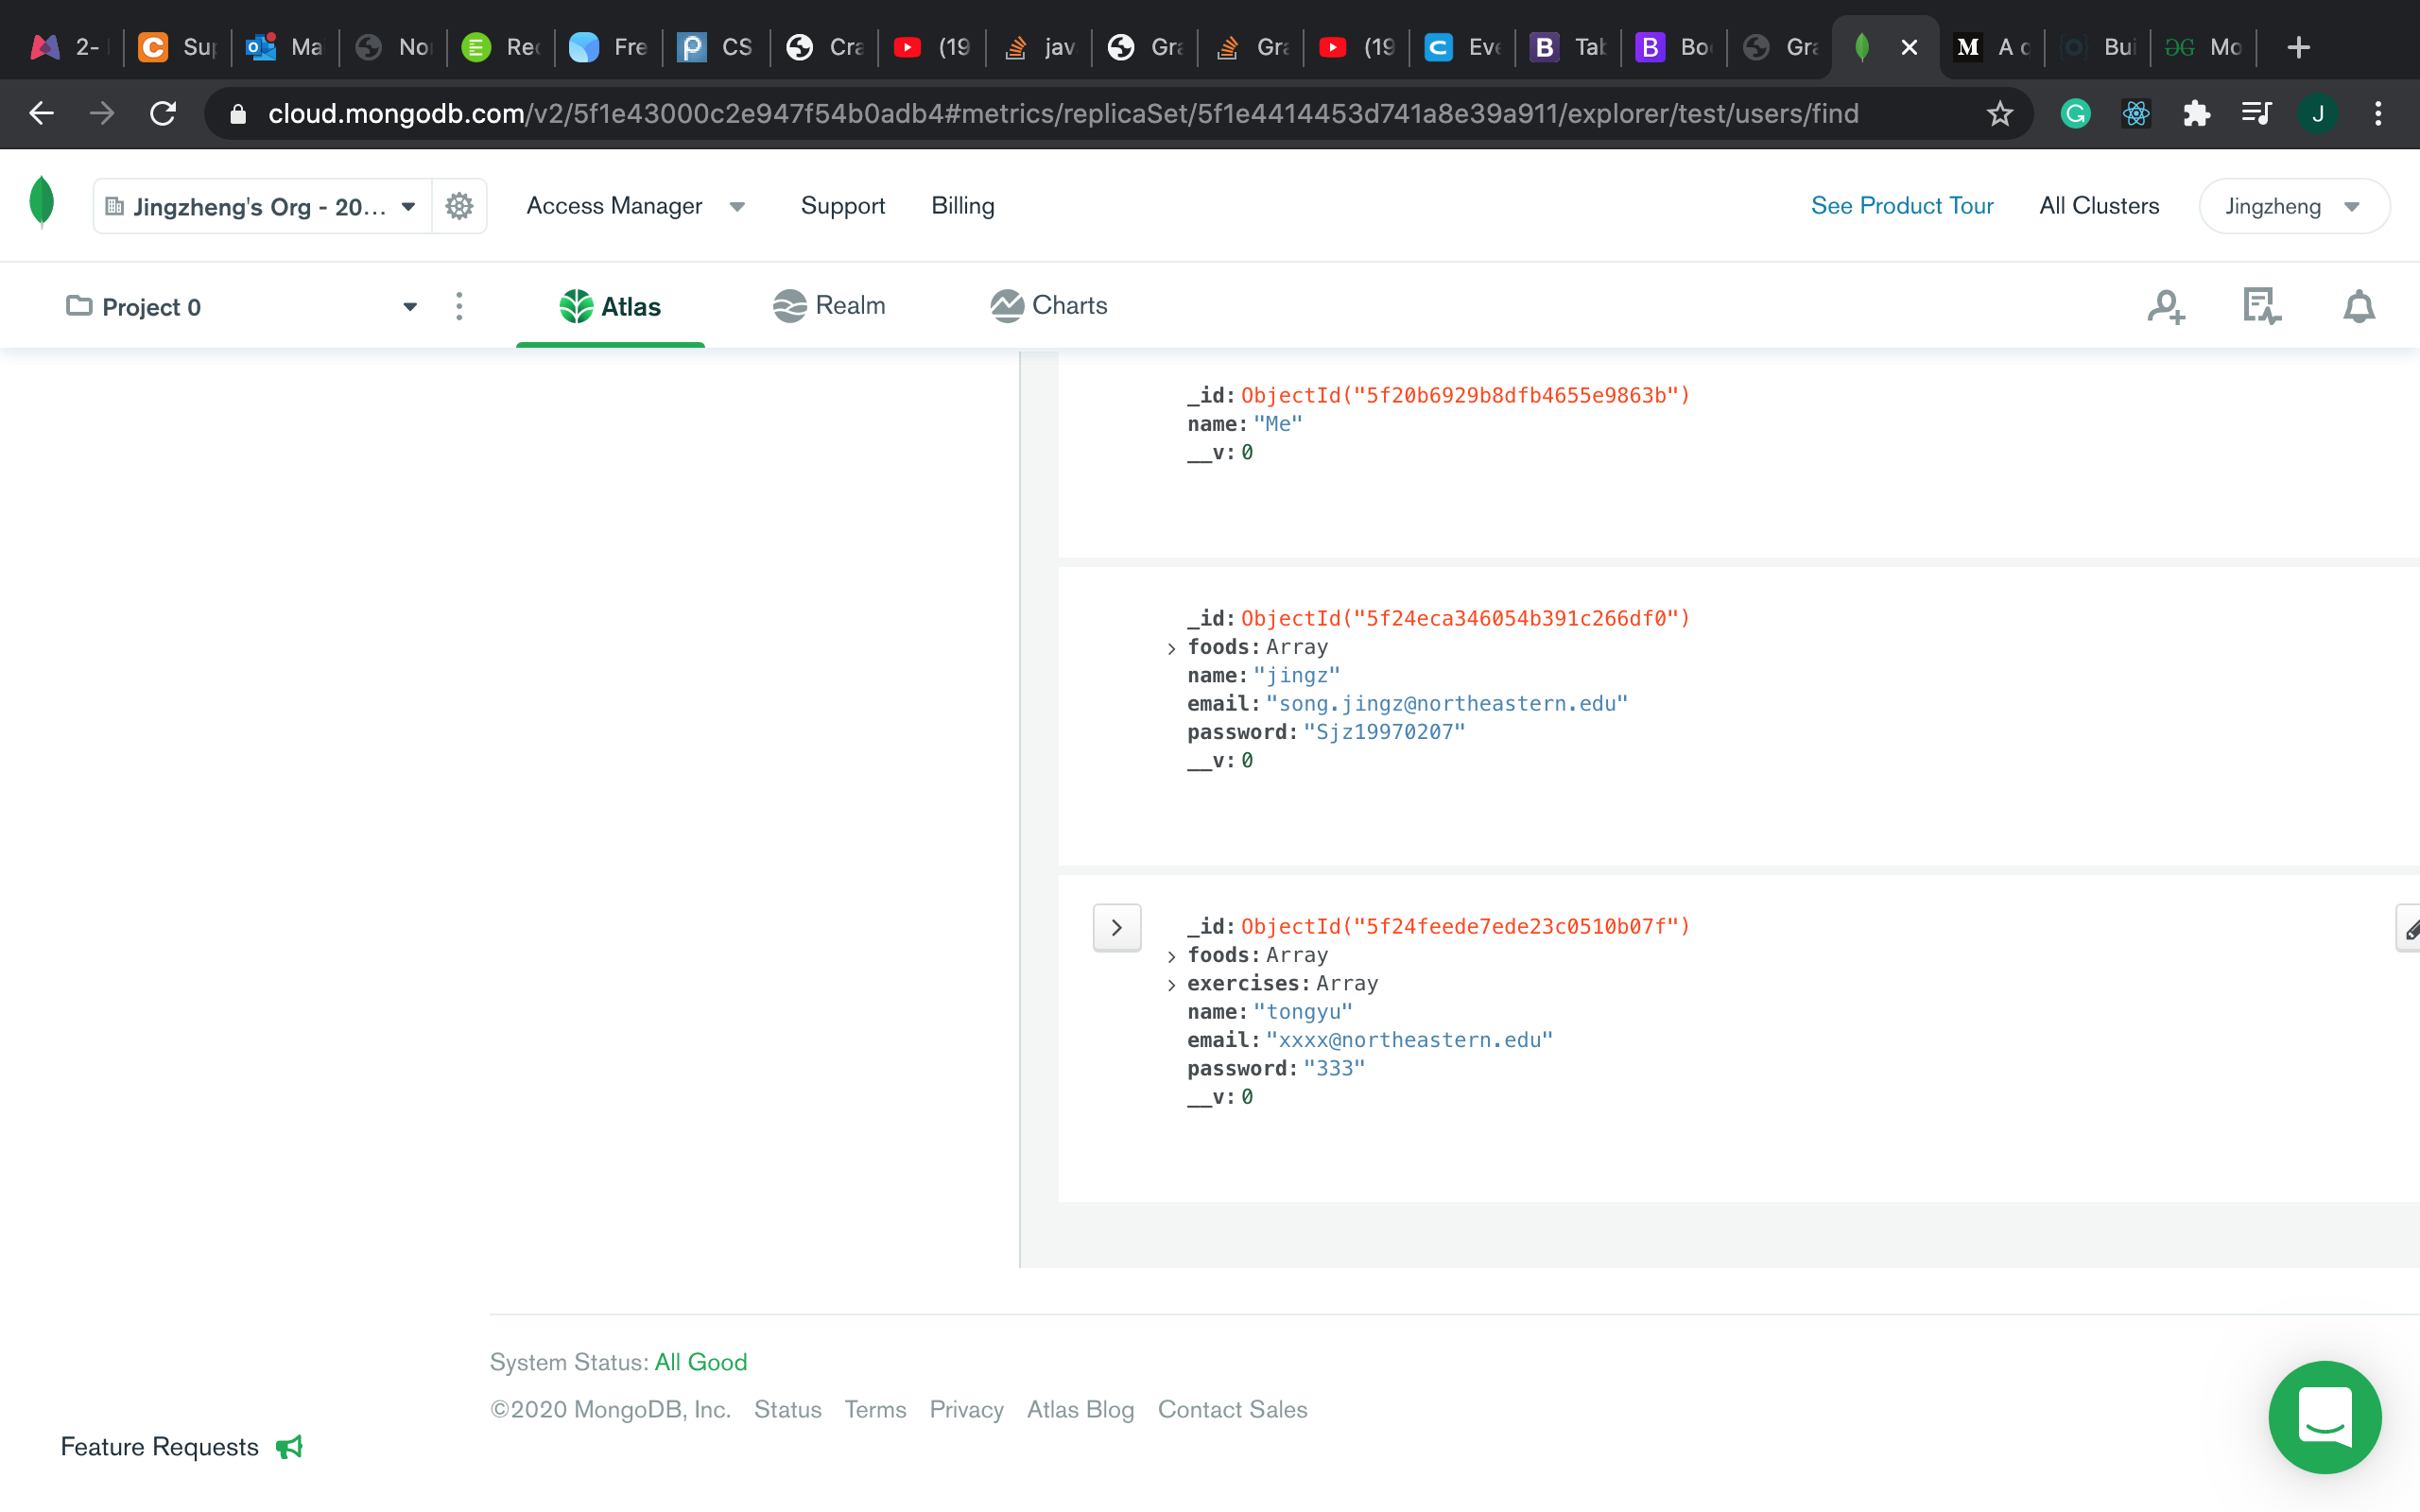 2-
Sup
Ma
No
Rec
Fre
CS
Cra
(19
jav
Gra
Gra
(19
Eve
Tab
Boo
Gra
M A c
Bui
Mo
cloud.mongodb.com/v2/5f1e43000c2e947f54b0adb4#metrics/replicaSet/5f1e4414453d741a8e39a911/explorer/test/users/find
J
Jingzheng's Org - 20...
Access Manager
Support
Billing
See Product Tour
All Clusters
Jingzheng
Project 0
Atlas
Realm
Charts
_id: ObjectId("5f20b6929b8dfb4655e9863b")
name: "Me"
__v: 0
_id: ObjectId("5f24eca346054b391c266df0")
foods: Array
name: "jingz"
email: "song.jingz@northeastern.edu"
password: "Sjz19970207"
__v: 0
_id: ObjectId("5f24feede7ede23c0510b07f")
foods: Array
exercises: Array
name: "tongyu"
email: "xxxx@northeastern.edu"
password: "333"
__v: 0
System Status: All Good
©2020 MongoDB, Inc. Status Terms Privacy Atlas Blog Contact Sales
Feature Requests